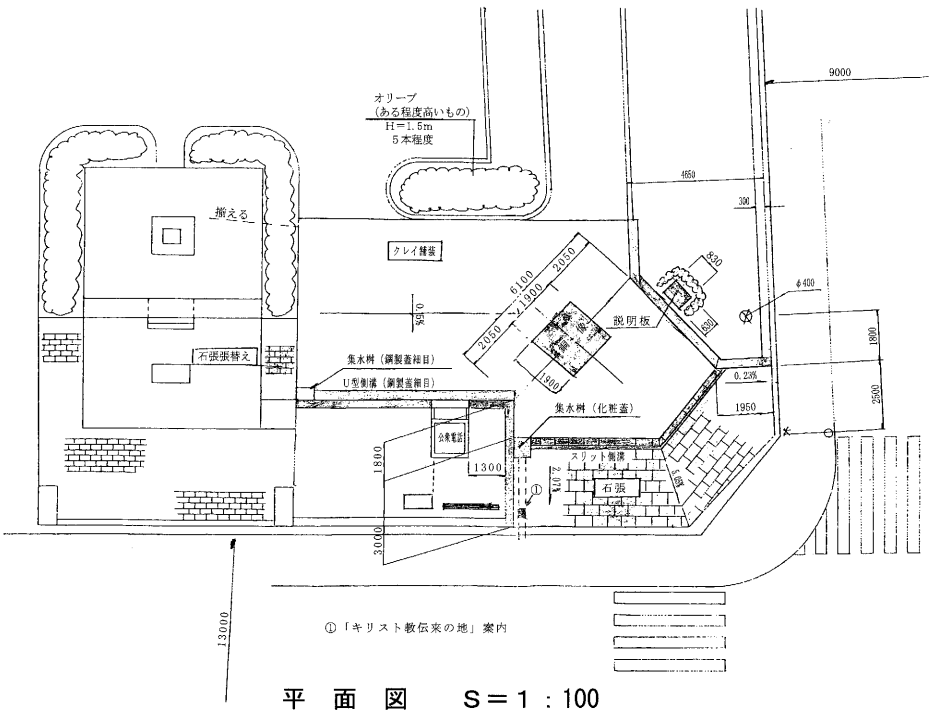 9000
オリーブ
(ある程度高いもの)
H＝1.5m
5本程度
4650
300
揃える
クレイ舗装
830
φ400
2050
6100
1900
2050
説明板
830
0.15%
1800
石張張替え
集水桝（鋼製蓋細目）
U型側溝（鋼製蓋細目）
1900
集水桝（化粧蓋）
0.23%
2500
1950
公衆電話
スリット側溝
1800
1300
2.07%
石張
①
3000
13000
①「キリスト教伝来の地」案内
平面図 S＝1：100